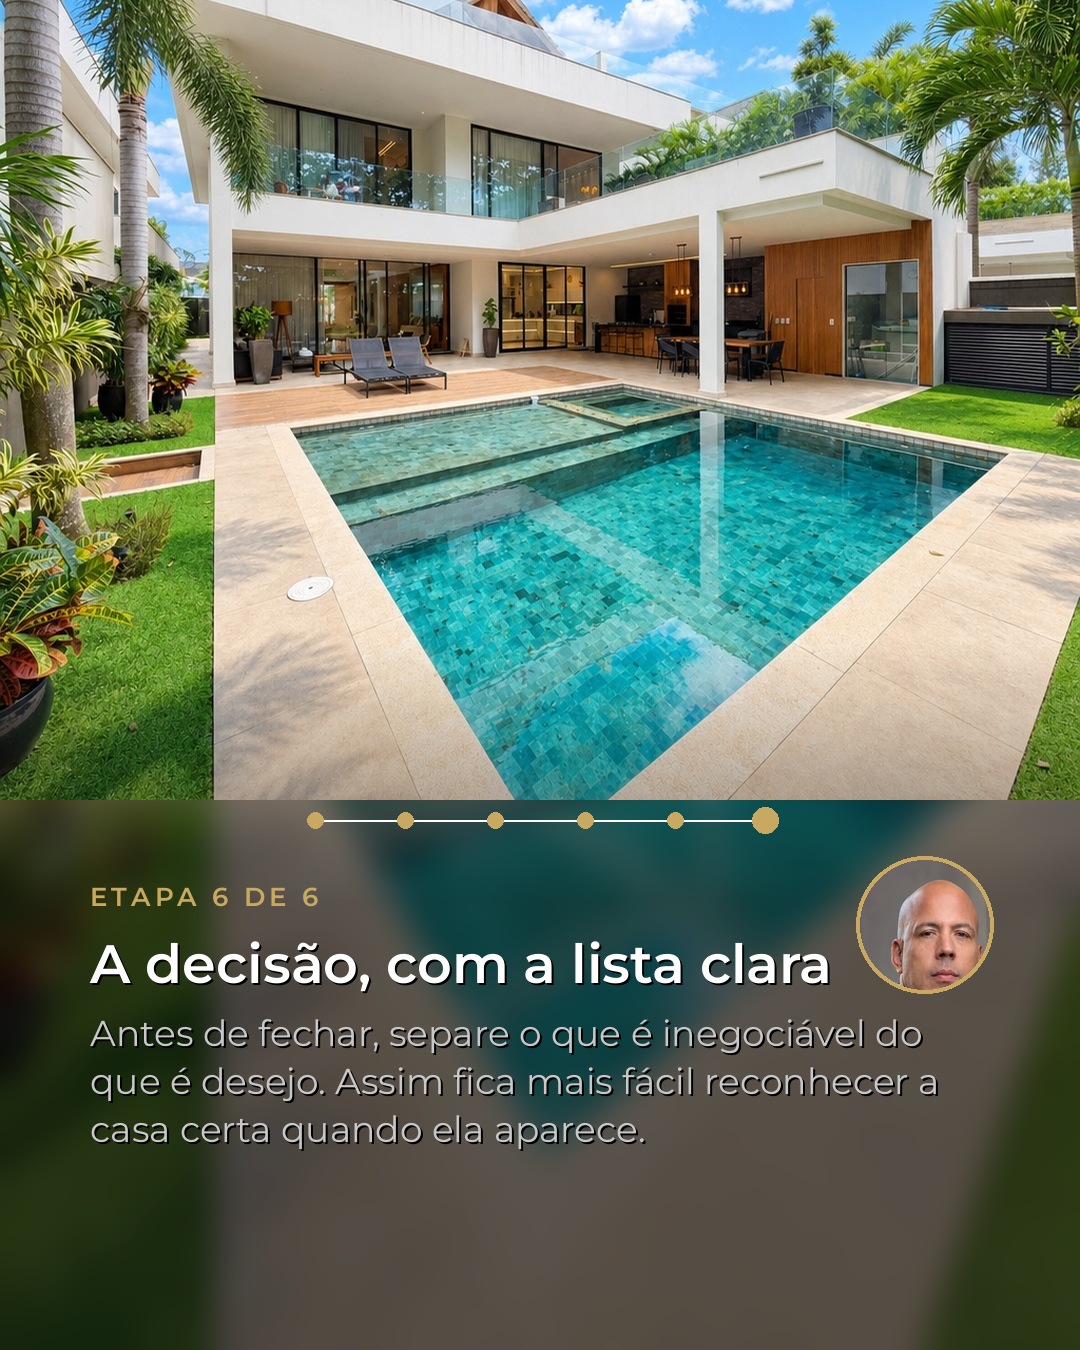 ETAPA 6 DE 6
A decisão, com a lista clara
Antes de fechar, separe o que é inegociável do
que é desejo. Assim fica mais fácil reconhecer a
casa certa quando ela aparece.